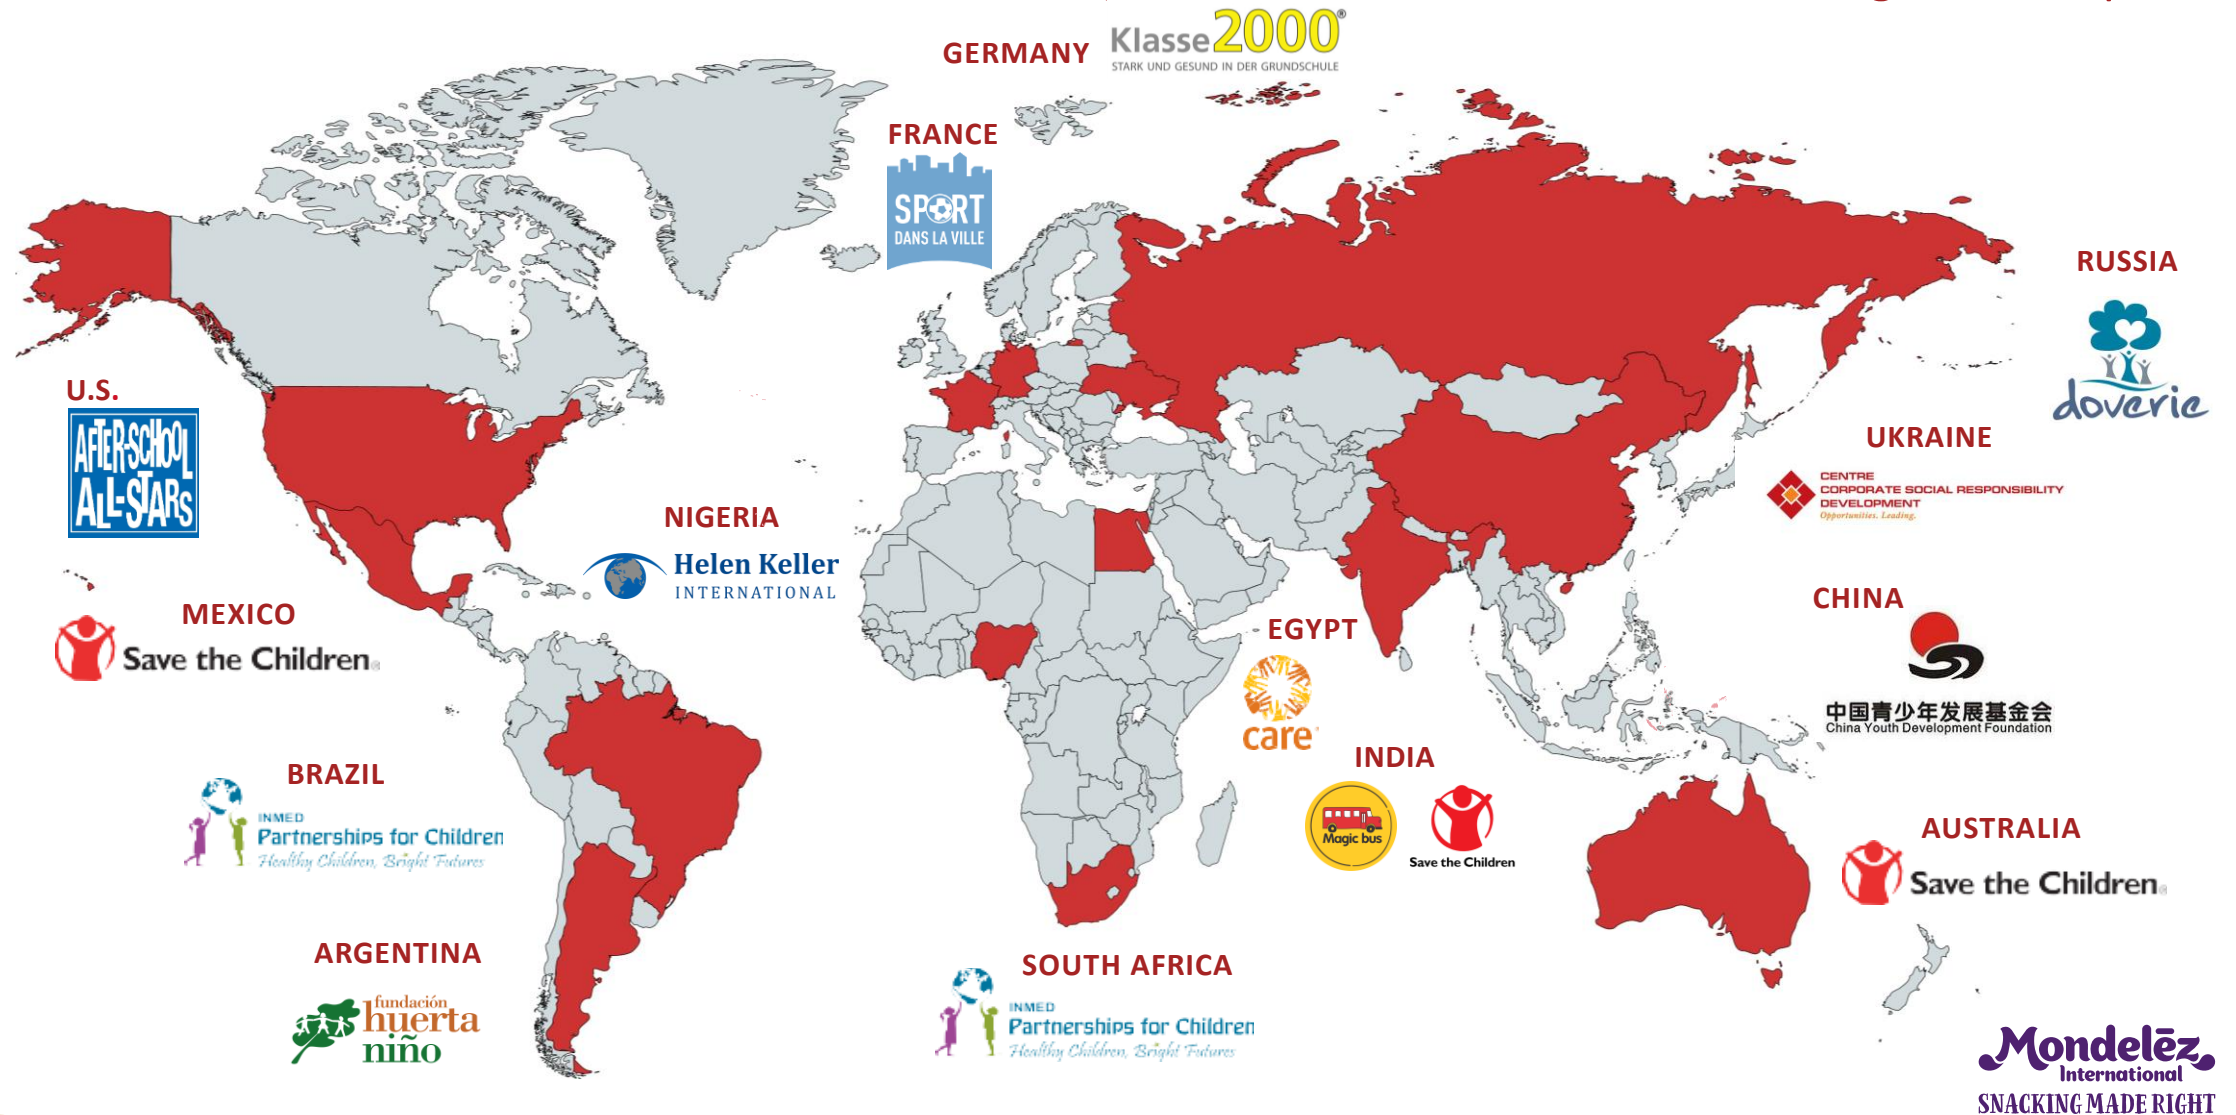 GERMANY
Klasse2000®
STARK UND GESUND IN DER GRUNDSCHULE
FRANCE
SPORT
DANS LA VILLE
RUSSIA
doverie
U.S.
AFTER-SCHOOL
ALL-STARS
UKRAINE
CENTRE
CORPORATE SOCIAL RESPONSIBILITY
DEVELOPMENT
Opportunities. Leading.
NIGERIA
Helen Keller
INTERNATIONAL
MEXICO
Save the Children®
CHINA
中国青少年发展基金会
China Youth Development Foundation
EGYPT
care
INDIA
Magic bus
Save the Children
BRAZIL
INMED
Partnerships for Children
Healthy Children, Bright Futures
AUSTRALIA
Save the Children®
ARGENTINA
fundación
huerta
niño
SOUTH AFRICA
INMED
Partnerships for Children
Healthy Children, Bright Futures
Mondelēz
International
SNACKING MADE RIGHT